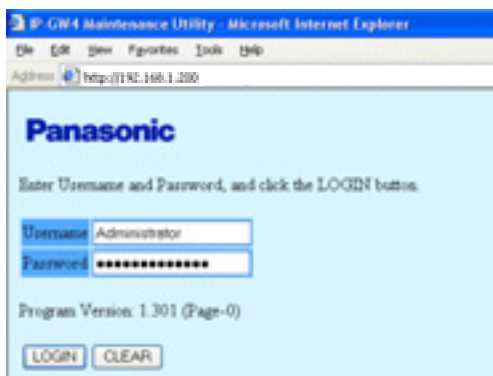 IP-GW4 Maintenance Utility - Microsoft Internet Explorer
File Edit View Favorites Tools Help
Address http://192.168.1.200
Panasonic
Enter Username and Password, and click the LOGIN button.
Username Administrator
Password •••••••••••••
Program Version: 1.301 (Page-0)
LOGIN CLEAR